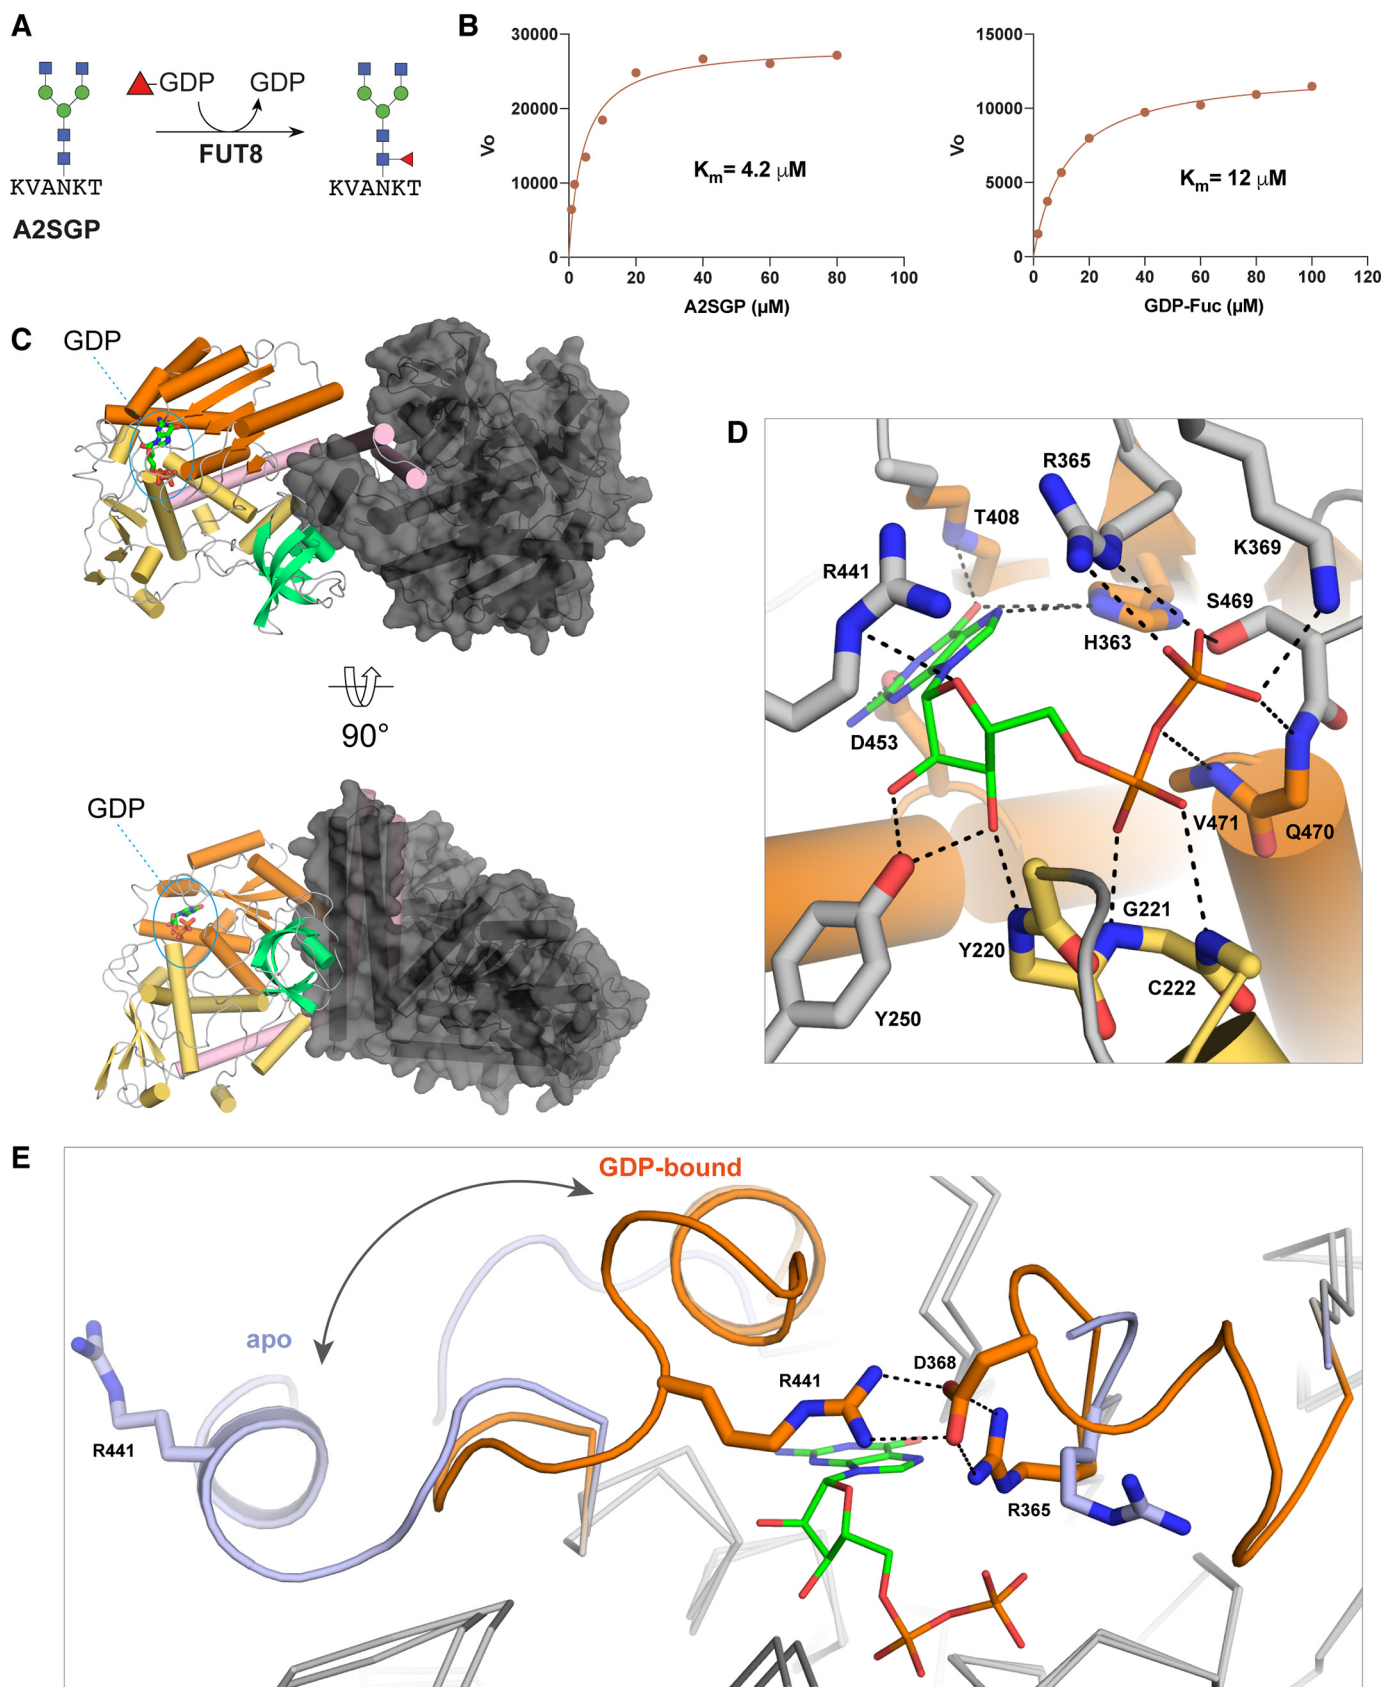 A
GDP
GDP
FUT8
KVANKT
KVANKT
A2SGP
B
30000
20000
10000
0
Vo
Km= 4.2 μM
0
20
40
60
80
100
A2SGP (μM)
15000
10000
5000
0
Vo
Km= 12 μM
0
20
40
60
80
100
120
GDP-Fuc (μM)
C
GDP
90°
GDP
D
R365
T408
K369
R441
S469
H363
D453
V471
Q470
G221
Y220
C222
Y250
E
GDP-bound
apo
D368
R441
R441
R365